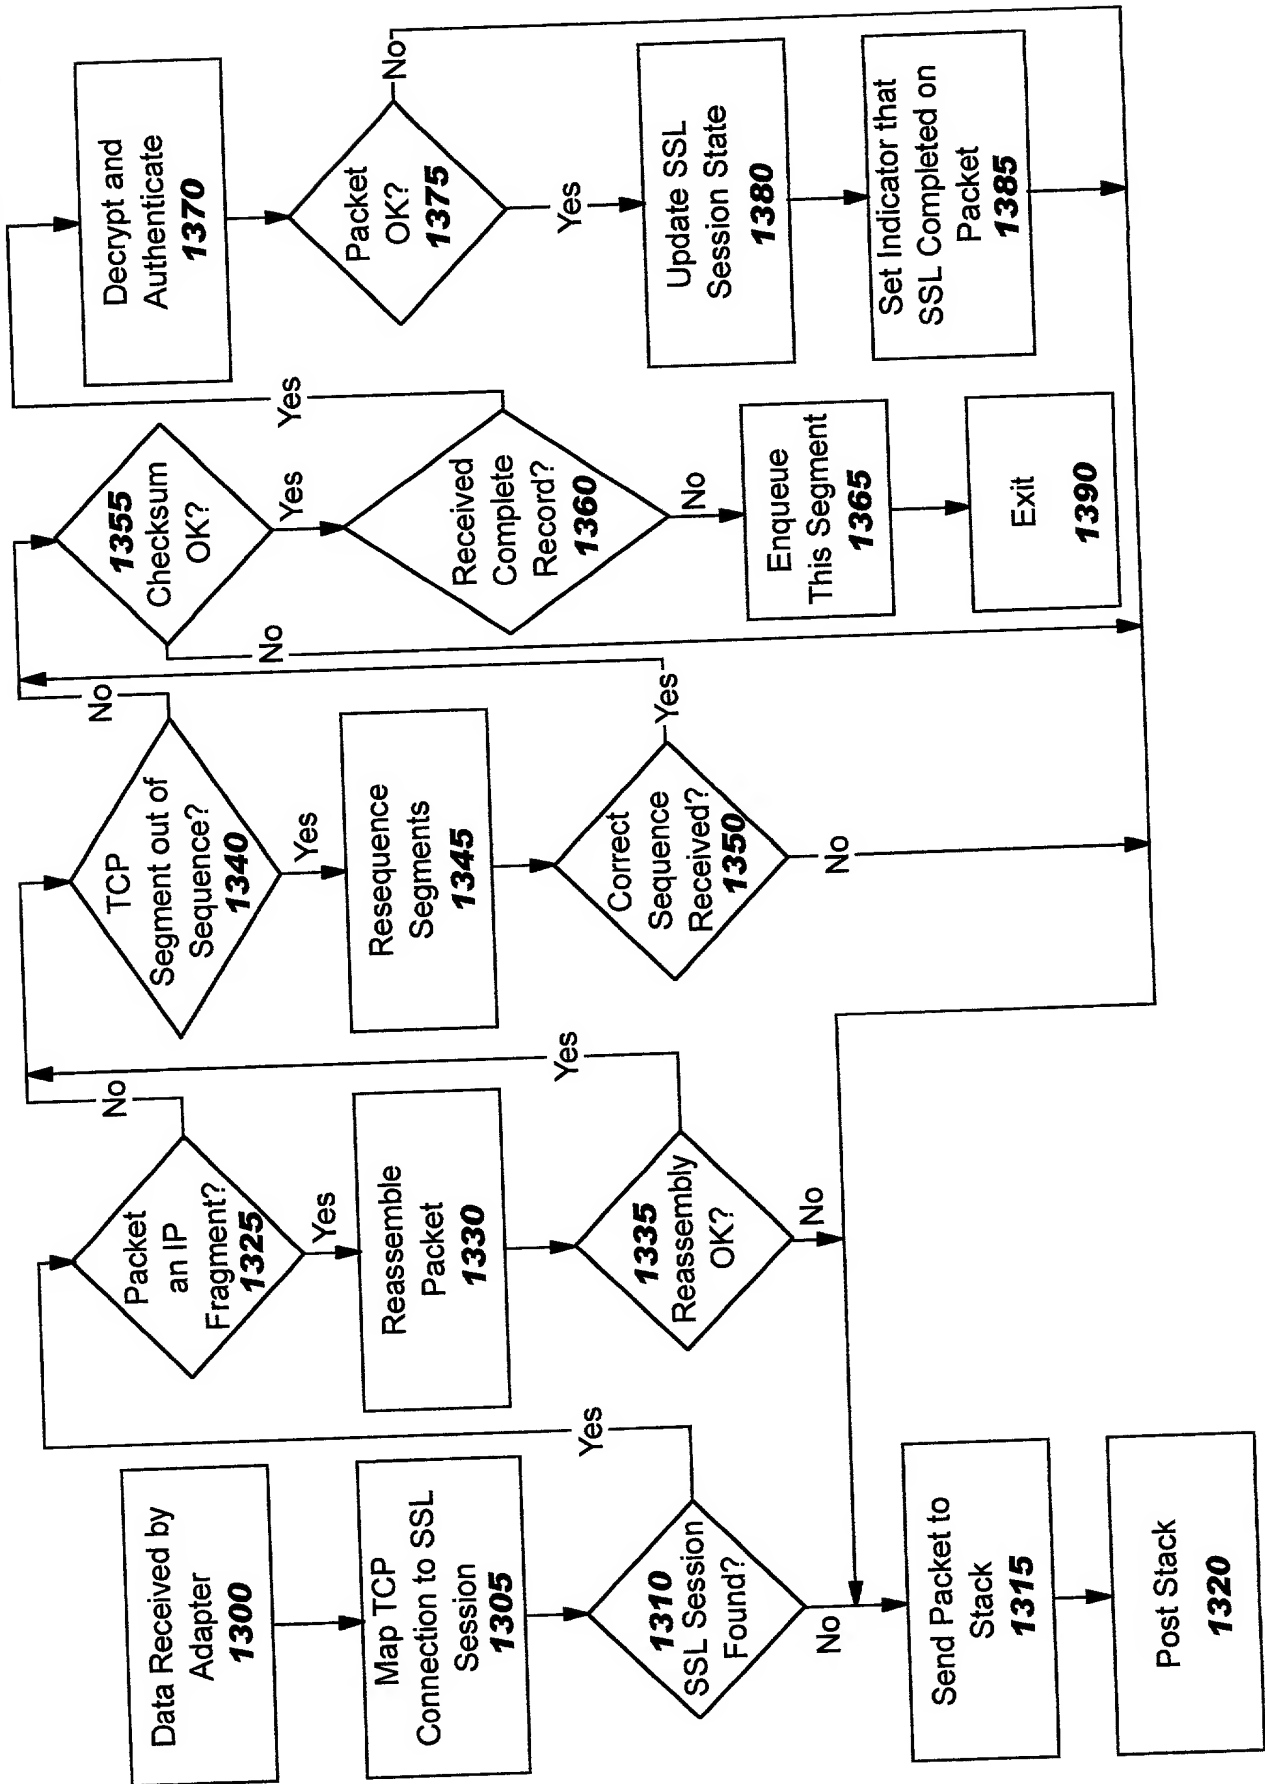 Data Received by
Adapter
1300
Map TCP
Connection to SSL
Session
1305
1310
SSL Session
Found?
Yes
No
Send Packet to
Stack
1315
Post Stack
1320
Packet
an IP
Fragment?
1325
No
Yes
Reassemble
Packet
1330
1335
Reassembly
OK?
Yes
No
TCP
Segment out of
Sequence?
1340
No
Yes
Resequence
Segments
1345
Correct
Sequence
Received?
1350
Yes
No
1355
Checksum
OK?
No
Yes
Received
Complete
Record?
1360
Yes
No
Enqueue
This Segment
1365
Exit
1390
Decrypt and
Authenticate
1370
Packet
OK?
1375
No
Yes
Update SSL
Session State
1380
Set Indicator that
SSL Completed on
Packet
1385